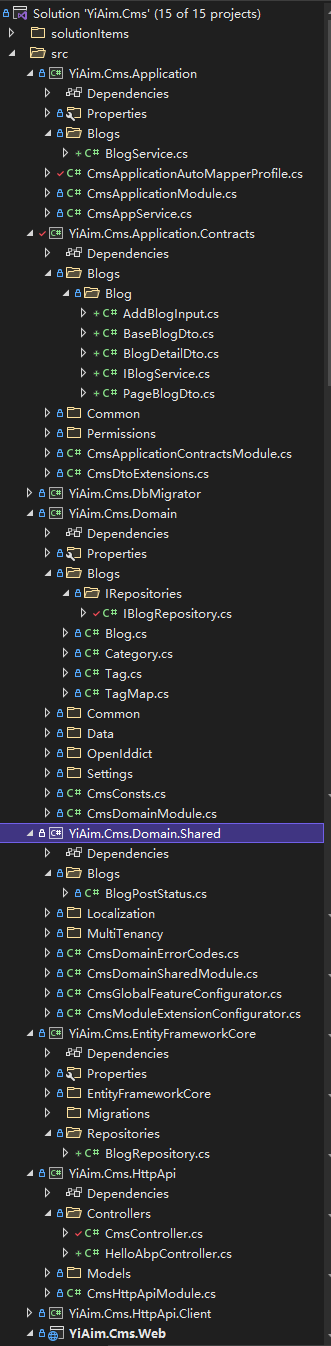 Solution 'YiAim.Cms' (15 of 15 projects)
solutionItems
src
C# YiAim.Cms.Application
Dependencies
Properties
Blogs
C# BlogService.cs
C# CmsApplicationAutoMapperProfile.cs
C# CmsApplicationModule.cs
C# CmsAppService.cs
C# YiAim.Cms.Application.Contracts
Dependencies
Blogs
Blog
C# AddBlogInput.cs
C# BaseBlogDto.cs
C# BlogDetailDto.cs
C# IBlogService.cs
C# PageBlogDto.cs
Common
Permissions
C# CmsApplicationContractsModule.cs
C# CmsDtoExtensions.cs
C# YiAim.Cms.DbMigrator
C# YiAim.Cms.Domain
Dependencies
Properties
Blogs
IRepositories
C# IBlogRepository.cs
C# Blog.cs
C# Category.cs
C# Tag.cs
C# TagMap.cs
Common
Data
OpenIddict
Settings
C# CmsConsts.cs
C# CmsDomainModule.cs
C# YiAim.Cms.Domain.Shared
Dependencies
Blogs
C# BlogPostStatus.cs
Localization
MultiTenancy
C# CmsDomainErrorCodes.cs
C# CmsDomainSharedModule.cs
C# CmsGlobalFeatureConfigurator.cs
C# CmsModuleExtensionConfigurator.cs
C# YiAim.Cms.EntityFrameworkCore
Dependencies
Properties
EntityFrameworkCore
Migrations
Repositories
C# BlogRepository.cs
C# YiAim.Cms.HttpApi
Dependencies
Controllers
C# CmsController.cs
C# HelloAbpController.cs
Models
C# CmsHttpApiModule.cs
C# YiAim.Cms.HttpApi.Client
YiAim.Cms.Web